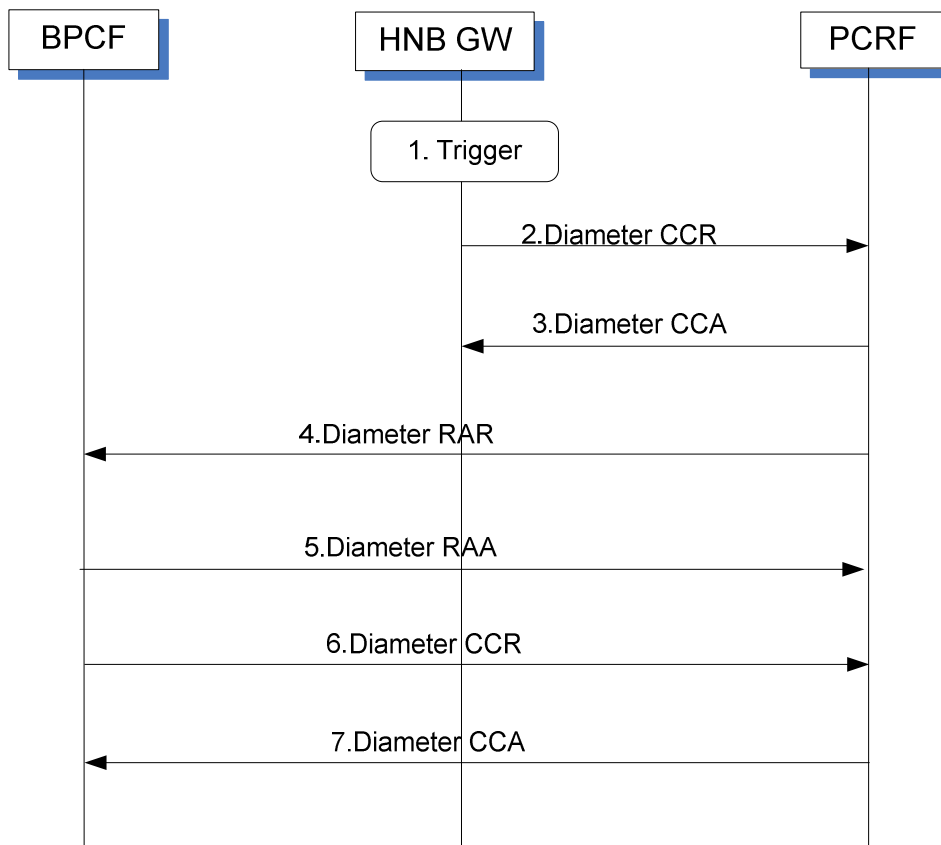 BPCF
HNB GW
PCRF
1. Trigger
2.Diameter CCR
3.Diameter CCA
4.Diameter RAR
5.Diameter RAA
6.Diameter CCR
7.Diameter CCA